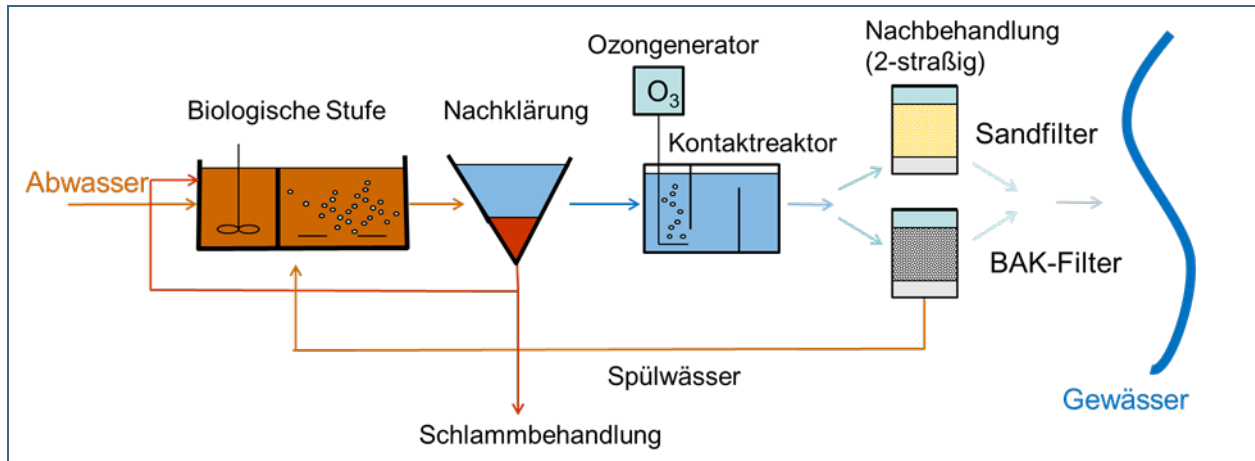 Nachbehandlung
(2-straßig)
Ozongenerator
O3
Biologische Stufe
Nachklärung
Kontaktreaktor
Sandfilter
Abwasser
BAK-Filter
Spülwässer
Gewässer
Schlammbehandlung